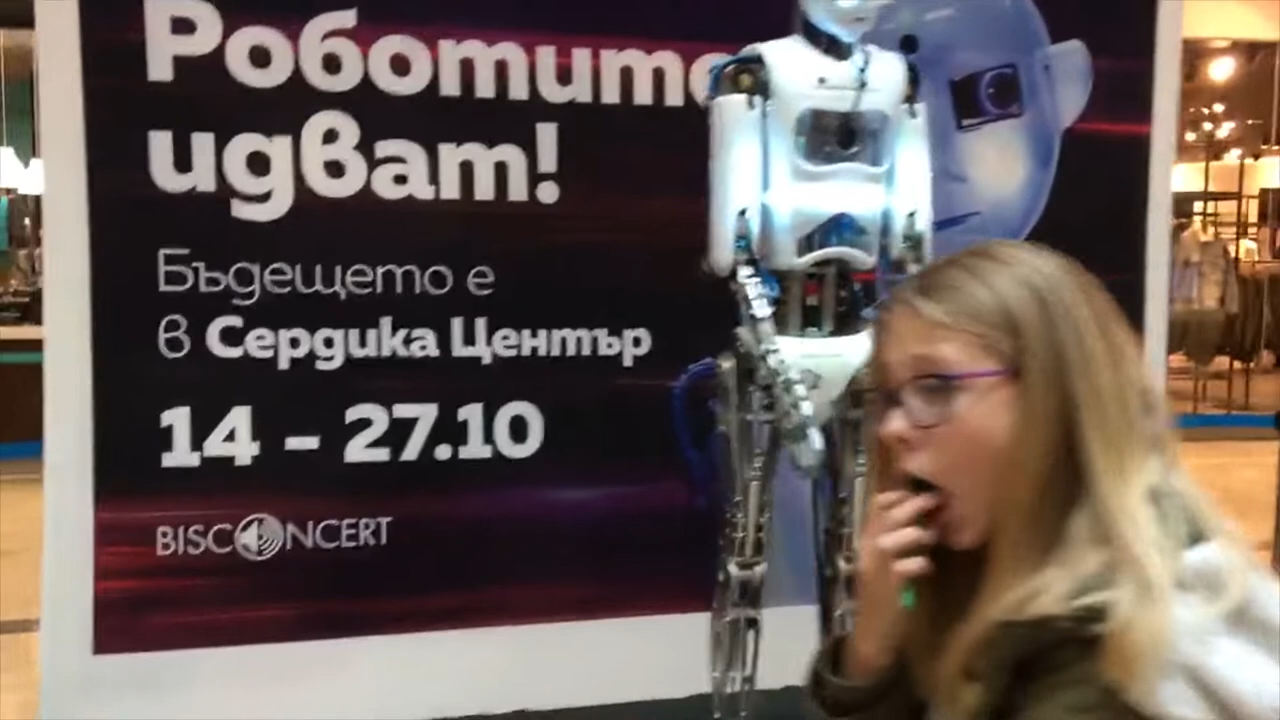 Роботите
идват!
Бъдещето е
в Сердика Център
14 - 27.10
BISCONCERT